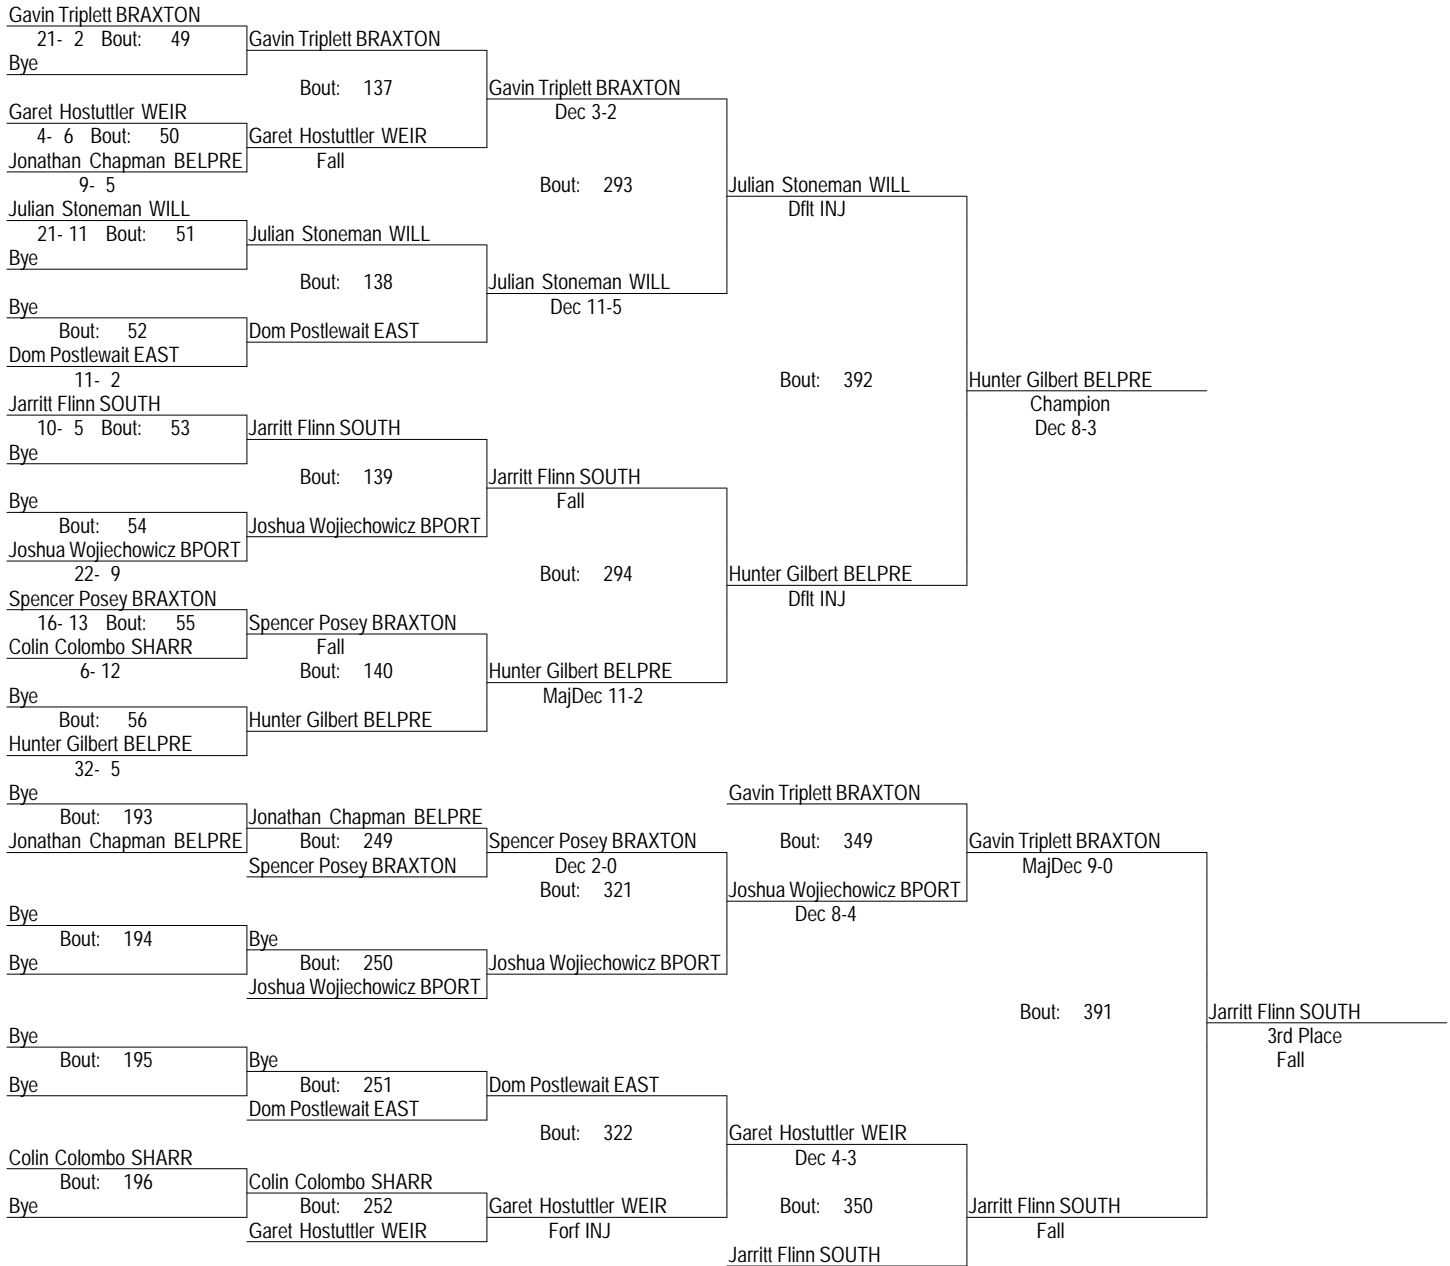 Gavin Triplett BRAXTON
21- 2 Bout: 49 Gavin Triplett BRAXTON
Bye
Bout: 137 Gavin Triplett BRAXTON
Garet Hostuttler WEIR Dec 3-2
4- 6 Bout: 50 Garet Hostuttler WEIR
Jonathan Chapman BELPRE Fall
9- 5 Bout: 293 Julian Stoneman WILL
Julian Stoneman WILL Dflt INJ
21- 11 Bout: 51 Julian Stoneman WILL
Bye
Bout: 138 Julian Stoneman WILL
Bye Dec 11-5
Bout: 52 Dom Postlewait EAST
Dom Postlewait EAST
11- 2 Bout: 392 Hunter Gilbert BELPRE
Jarritt Flinn SOUTH Champion
10- 5 Bout: 53 Jarritt Flinn SOUTH Dec 8-3
Bye
Bout: 139 Jarritt Flinn SOUTH
Bye Fall
Bout: 54 Joshua Wojiechowicz BPORT
Joshua Wojiechowicz BPORT
22- 9 Bout: 294 Hunter Gilbert BELPRE
Spencer Posey BRAXTON Dflt INJ
16- 13 Bout: 55 Spencer Posey BRAXTON
Colin Colombo SHARR Fall
6- 12 Bout: 140 Hunter Gilbert BELPRE
Bye MajDec 11-2
Bout: 56 Hunter Gilbert BELPRE
Hunter Gilbert BELPRE
32- 5
Bye Gavin Triplett BRAXTON
Bout: 193 Jonathan Chapman BELPRE
Jonathan Chapman BELPRE Bout: 249 Spencer Posey BRAXTON Bout: 349 Gavin Triplett BRAXTON
Spencer Posey BRAXTON Dec 2-0 MajDec 9-0
Bout: 321 Joshua Wojiechowicz BPORT
Bye Dec 8-4
Bout: 194 Bye
Bye Bout: 250 Joshua Wojiechowicz BPORT
Joshua Wojiechowicz BPORT
Bout: 391 Jarritt Flinn SOUTH
Bye 3rd Place
Bout: 195 Bye Fall
Bye Bout: 251 Dom Postlewait EAST
Dom Postlewait EAST
Bout: 322 Garet Hostuttler WEIR
Colin Colombo SHARR Dec 4-3
Bout: 196 Colin Colombo SHARR
Bye Bout: 252 Garet Hostuttler WEIR Bout: 350 Jarritt Flinn SOUTH
Garet Hostuttler WEIR Forf INJ Fall
Jarritt Flinn SOUTH